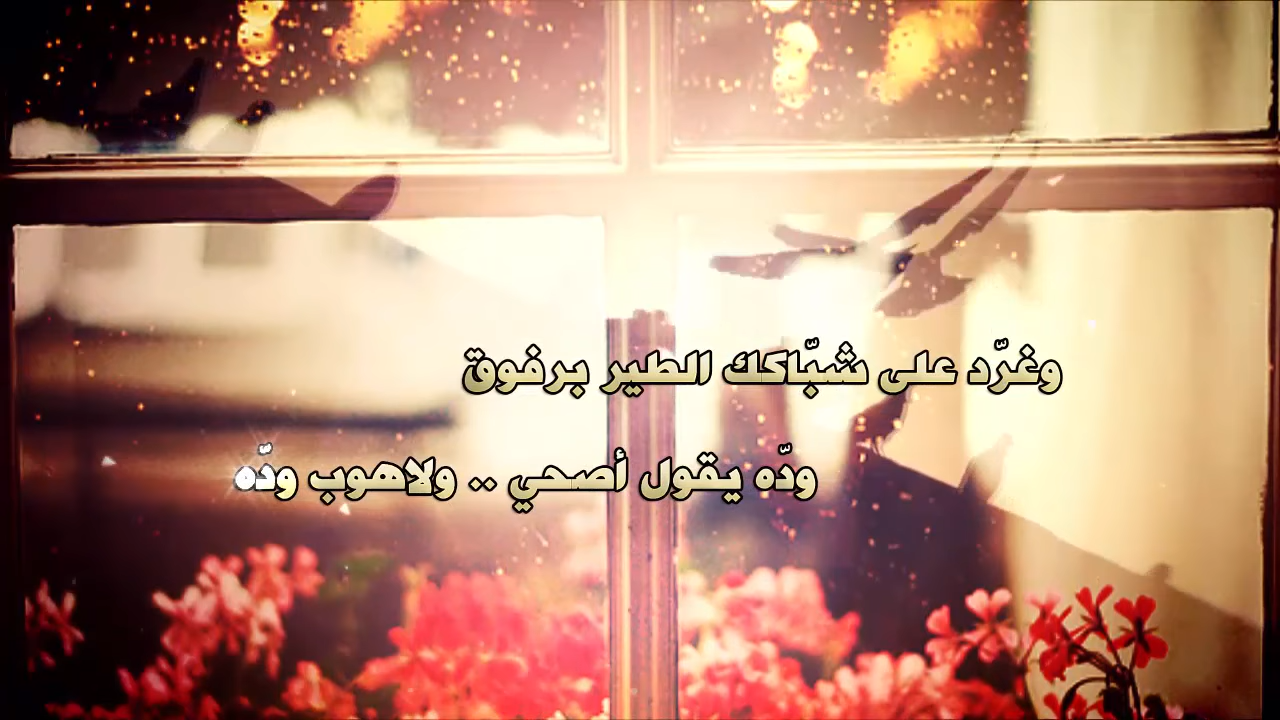 وغرّد على شبّاكك الطير برفوق
ودّه يقول أصحي .. ولاهوب ودّه